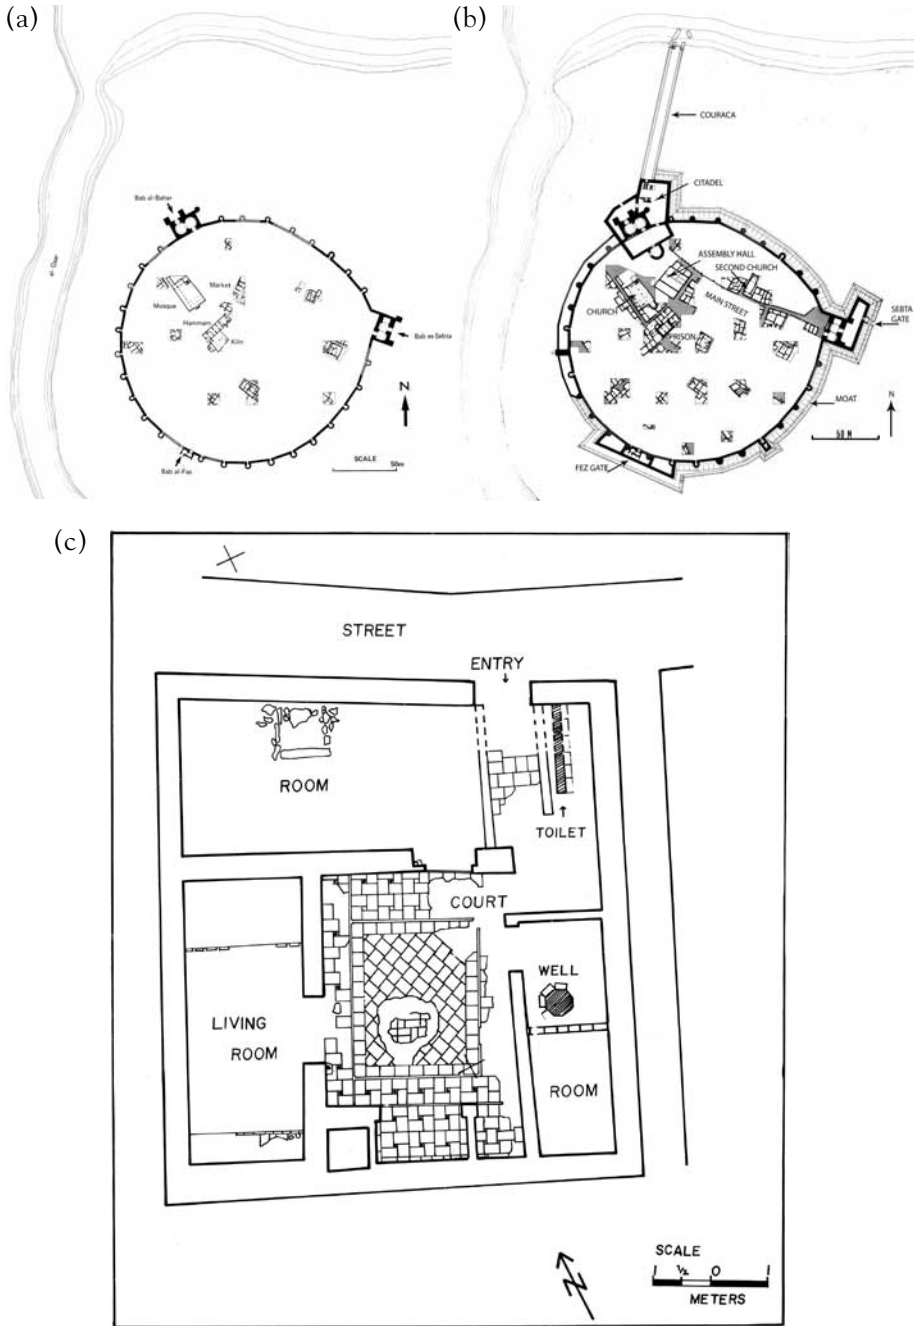 (a)
Bab al-Bahar
Market
Mosque
Hammam
Kiln
Bab es-Sebta
N
SCALE
50m
Bab al-Fas
(b)
COURACA
CITADEL
ASSEMBLY HALL
SECOND CHURCH
MAIN STREET
CHURCH
PRISON
SEBTA
GATE
MOAT
N
50 M
FEZ GATE
(c)
STREET
ENTRY
ROOM
TOILET
COURT
WELL
LIVING
ROOM
ROOM
SCALE
1 ½ 0 1
METERS
N